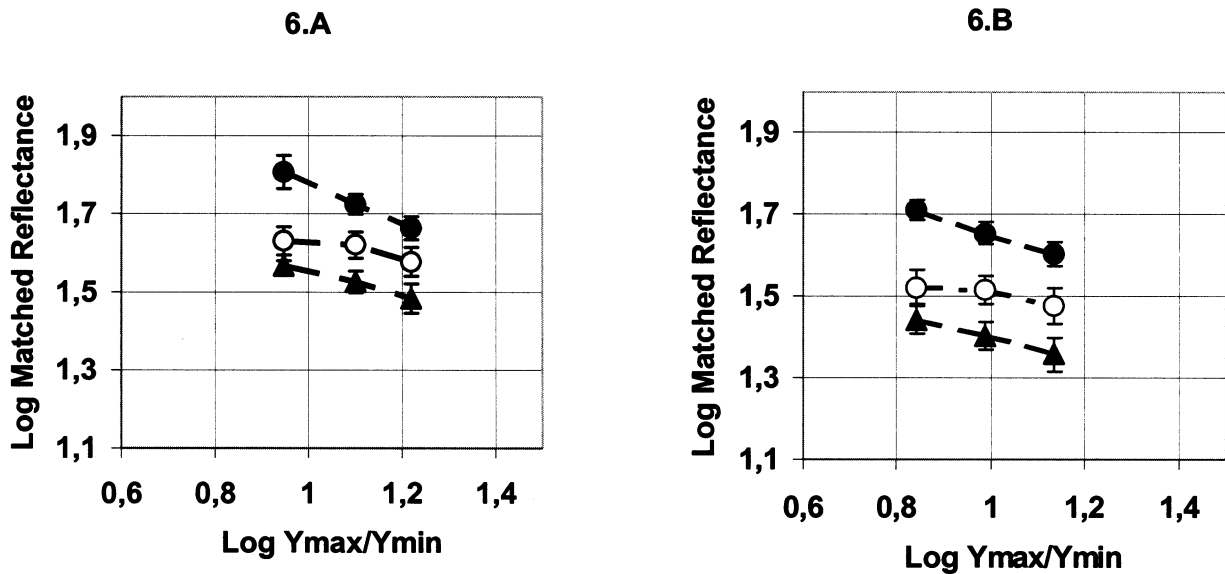 6.A
Log Matched Reflectance
1,9
1,7
1,5
1,3
1,1
0,6 0,8 1 1,2 1,4
Log Ymax/Ymin
6.B
Log Matched Reflectance
1,9
1,7
1,5
1,3
1,1
0,6 0,8 1 1,2 1,4
Log Ymax/Ymin